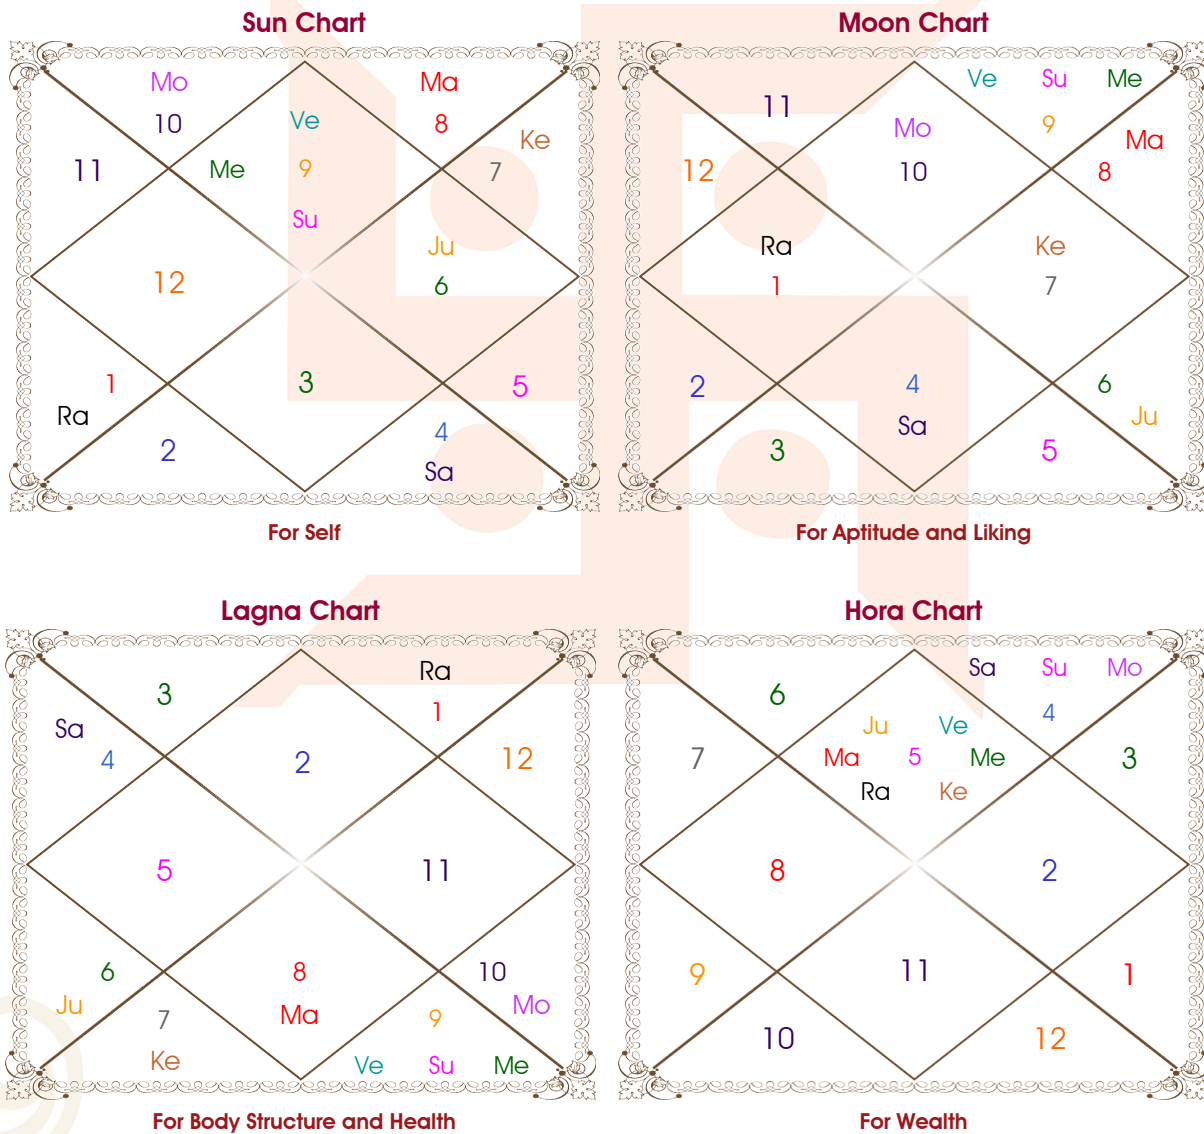 Sun Chart
Mo
Ma
10
Ve
8
Ke
11
Me
9
7
Su
Ju
12
6
1
3
5
Ra
2
4
Sa
For Self
Moon Chart
Ve Su Me
11
Mo
9
Ma
12
10
8
Ra
Ke
1
7
2
4
6
Sa
Ju
3
5
For Aptitude and Liking
Lagna Chart
Ra
3
1
Sa
4
2
12
5
11
6
8
10
Ju
Ma
Mo
7
9
Ke
Ve Su Me
For Body Structure and Health
Hora Chart
Sa Su Mo
6
4
Ju Ve
7
Ma 5 Me
3
Ra Ke
8
2
9
11
1
10
12
For Wealth